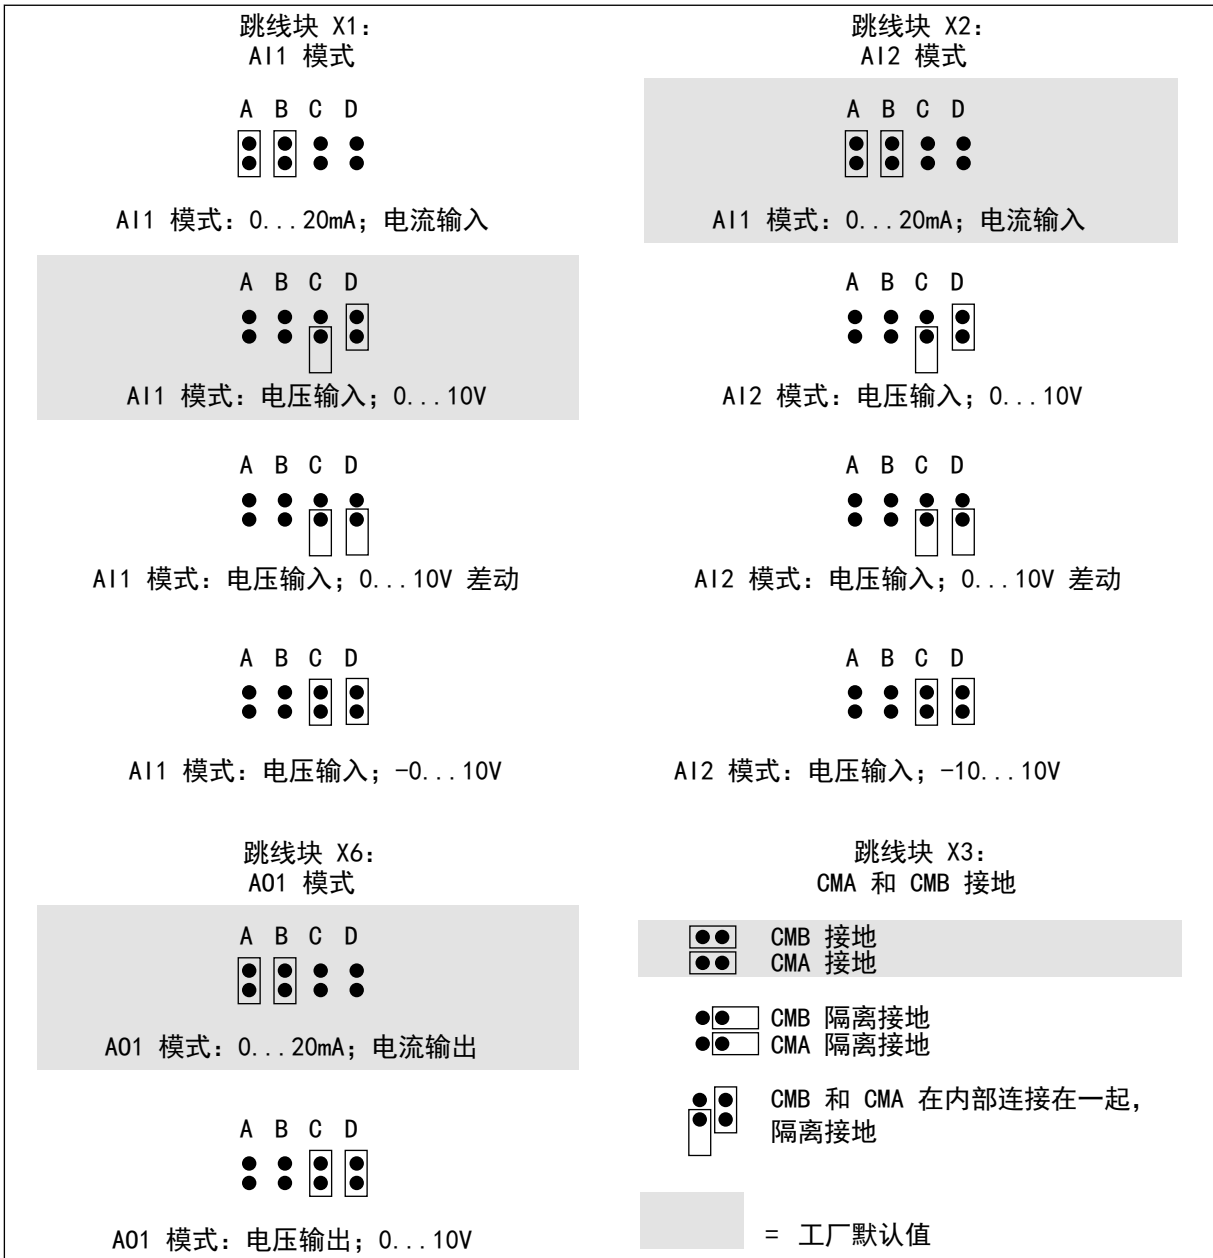 跳线块 X1:
AI1 模式
A B C D
AI1 模式: 0...20mA; 电流输入
A B C D
AI1 模式: 电压输入; 0...10V
A B C D
AI1 模式: 电压输入; 0...10V 差动
A B C D
AI1 模式: 电压输入; -0...10V
跳线块 X2:
AI2 模式
A B C D
AI1 模式: 0...20mA; 电流输入
A B C D
AI2 模式: 电压输入; 0...10V
A B C D
AI2 模式: 电压输入; 0...10V 差动
A B C D
AI2 模式: 电压输入; -10...10V
跳线块 X6:
AO1 模式
A B C D
AO1 模式: 0...20mA; 电流输出
A B C D
AO1 模式: 电压输出; 0...10V
跳线块 X3:
CMA 和 CMB 接地
CMB 接地
CMA 接地
CMB 隔离接地
CMA 隔离接地
CMB 和 CMA 在内部连接在一起,
隔离接地
= 工厂默认值